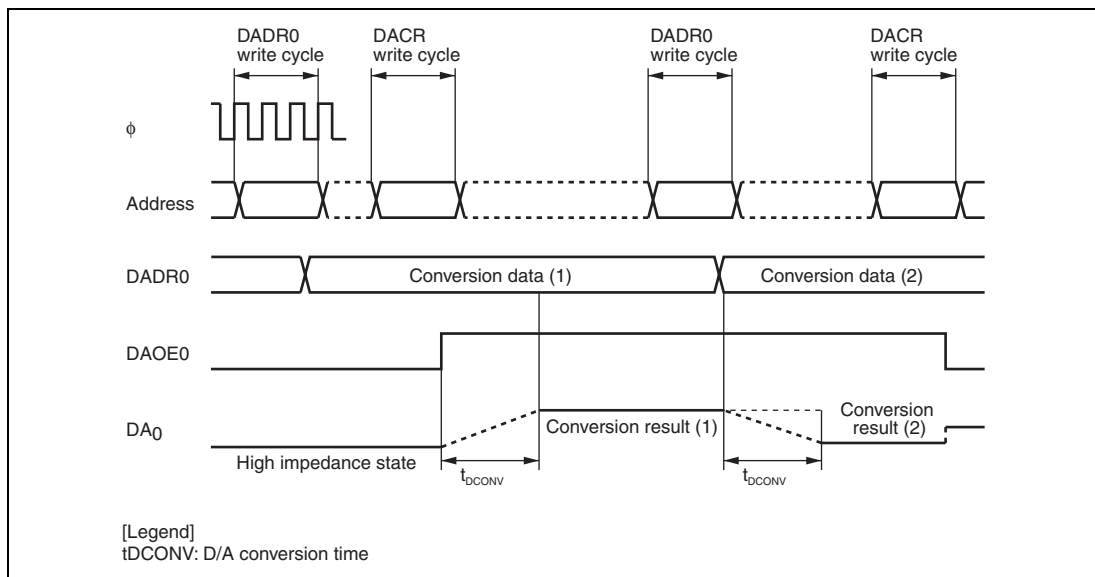 DADR0 write cycle
DACR write cycle
DADR0 write cycle
DACR write cycle
ϕ
Address
DADR0
Conversion data (1)
Conversion data (2)
DAOE0
DA0
High impedance state
Conversion result (1)
Conversion result (2)
tDCONV
tDCONV
[Legend]
tDCONV: D/A conversion time